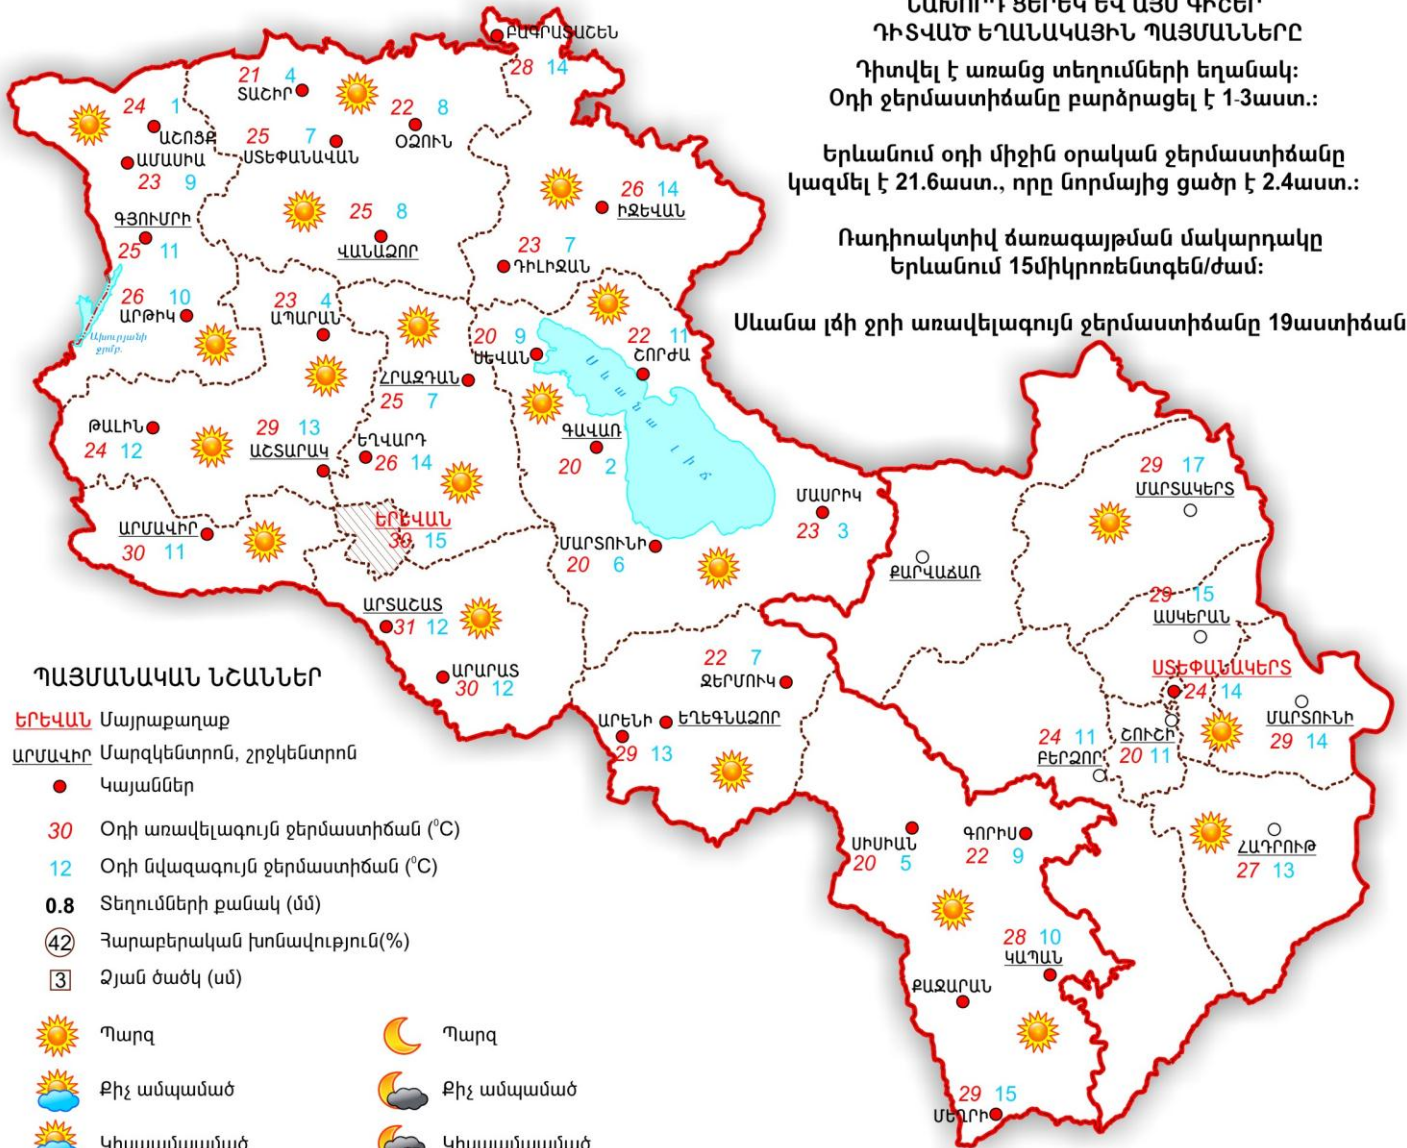 ՆԱԽՈՐԴ ՑԵՐԵԿ ԵՎ ԱՅՍ ԳԻՇԵՐ
ԴԻՏՎԱԾ ԵՂԱՆԱԿԱՅԻՆ ՊԱՅՄԱՆՆԵՐԸ
Դիտվել է առանց տեղումների եղանակ:
Օդի ջերմաստիճանը բարձրացել է 1-3աստ.:
Երևանում օդի միջին օրական ջերմաստիճանը
կազմել է 21.6աստ., որը նորմայից ցածր է 2.4աստ.:
Ռադիոակտիվ ճառագայթման մակարդակը
Երևանում 15միկրոռենտգեն/ժամ:
Սևանա լճի ջրի առավելագույն ջերմաստիճանը 19աստիճան
ԲԱԳՐԱՏԱՇԵՆ
28 14
21 4
ՏԱՇԻՐ
24 1
ԱՇՈՑՔ
22 8
ՕՁՈՒՆ
25 7
ՍՏԵՓԱՆԱՎԱՆ
ԱՄԱՍԻԱ
23 9
26 14
ԻՋԵՎԱՆ
25 8
ՎԱՆԱՁՈՐ
ԳՅՈՒՄՐԻ
25 11
23 7
ԴԻԼԻՋԱՆ
26 10
ԱՐԹԻԿ
Ախուրյանի
ջրմբ.
23 4
ԱՊԱՐԱՆ
20 9
ՍԵՎԱՆ
22 11
ՇՈՐԺԱ
Սևանա լիճ
ՀՐԱԶԴԱՆ
25 7
ԹԱԼԻՆ
24 12
29 13
ԱՇՏԱՐԱԿ
ԵՂՎԱՐԴ
26 14
ԳԱՎԱՌ
20 2
ՄԱՍՐԻԿ
23 3
29 17
ՄԱՐՏԱԿԵՐՏ
ԱՐՄԱՎԻՐ
30 11
ԵՐԵՎԱՆ
30 15
ՄԱՐՏՈՒՆԻ
20 6
ՔԱՐՎԱՃԱՌ
29 15
ԱՍԿԵՐԱՆ
ԱՐՏԱՇԱՏ
31 12
ԱՐԱՐԱՏ
30 12
22 7
ՋԵՐՄՈՒԿ
ՍՏԵՓԱՆԱԿԵՐՏ
24 14
ԱՐԵՆԻ
29 13
ԵՂԵԳՆԱՁՈՐ
24 11
ԲԵՐՁՈՐ
ՇՈՒՇԻ
20 11
ՄԱՐՏՈՒՆԻ
29 14
ՍԻՍԻԱՆ
20 5
ԳՈՐԻՍ
22 9
ՀԱԴՐՈՒԹ
27 13
28 10
ԿԱՊԱՆ
ՔԱՋԱՐԱՆ
29 15
ՄԵՂՐԻ
ՊԱՅՄԱՆԱԿԱՆ ՆՇԱՆՆԵՐ
ԵՐԵՎԱՆ Մայրաքաղաք
ԱՐՄԱՎԻՐ Մարզկենտրոն, շրջկենտրոն
Կայաններ
30 Օդի առավելագույն ջերմաստիճան (⁰C)
12 Օդի նվազագույն ջերմաստիճան (⁰C)
0.8 Տեղումների քանակ (մմ)
42 Հարաբերական խոնավություն(%)
3 Ձյան ծածկ (սմ)
Պարզ Պարզ
Քիչ ամպամած Քիչ ամպամած
Կիսաամպամած Կիսաամպամած